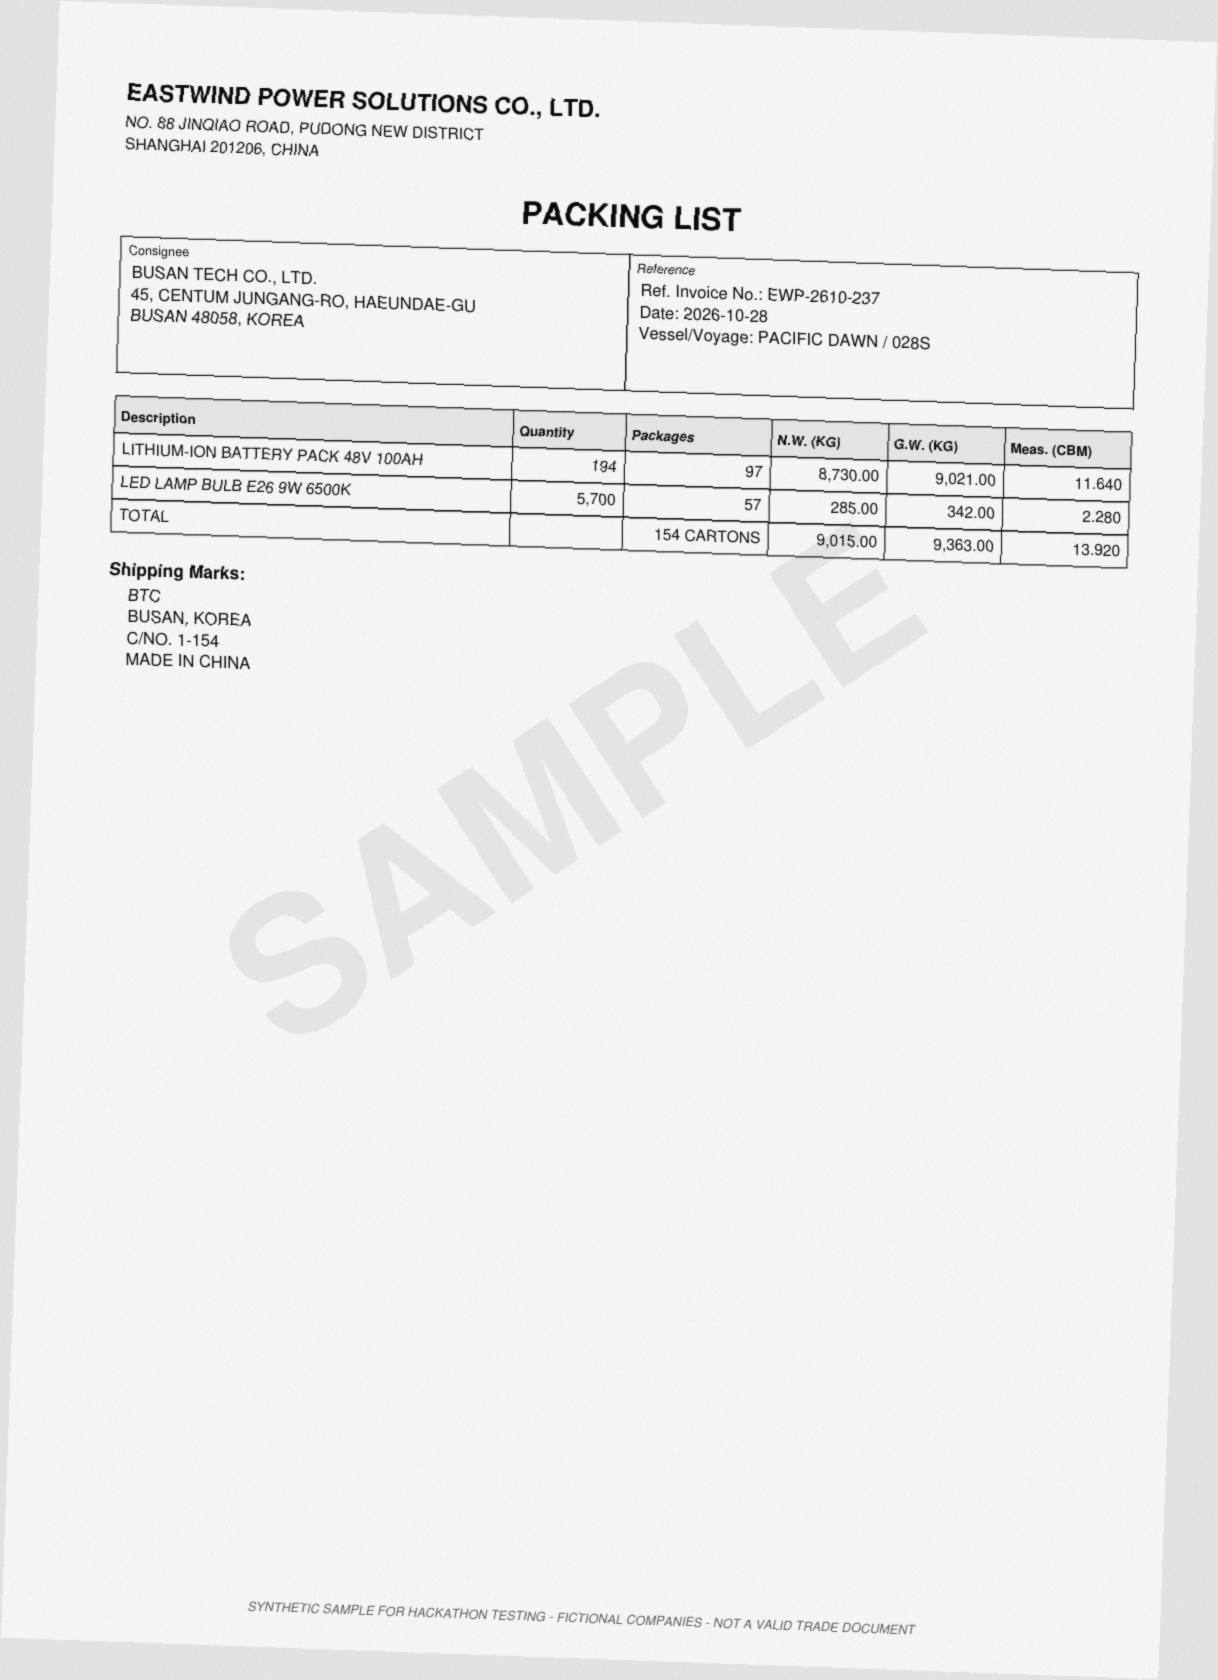 EASTWIND POWER SOLUTIONS CO., LTD.
NO. 88 JINQIAO ROAD, PUDONG NEW DISTRICT
SHANGHAI 201206, CHINA
PACKING LIST
Consignee
BUSAN TECH CO., LTD.
45, CENTUM JUNGANG-RO, HAEUNDAE-GU
BUSAN 48058, KOREA
Reference
Ref. Invoice No.: EWP-2610-237
Date: 2026-10-28
Vessel/Voyage: PACIFIC DAWN / 028S
Description Quantity Packages N.W. (KG) G.W. (KG) Meas. (CBM)
LITHIUM-ION BATTERY PACK 48V 100AH 194 97 8,730.00 9,021.00 11.640
LED LAMP BULB E26 9W 6500K 5,700 57 285.00 342.00 2.280
TOTAL 154 CARTONS 9,015.00 9,363.00 13.920
Shipping Marks:
BTC
BUSAN, KOREA
C/NO. 1-154
MADE IN CHINA
SAMPLE
SYNTHETIC SAMPLE FOR HACKATHON TESTING - FICTIONAL COMPANIES - NOT A VALID TRADE DOCUMENT